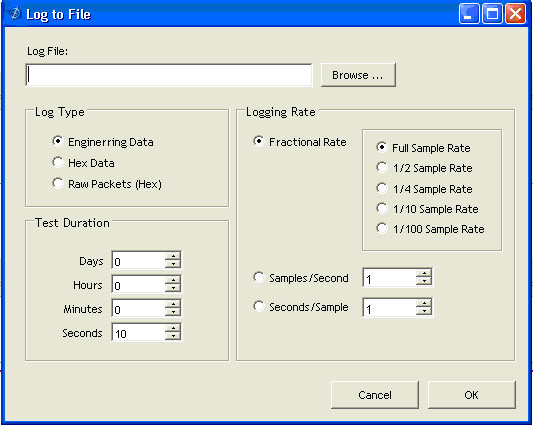 Log to File
Log File:
Browse ...
Log Type
Enginerring Data
Hex Data
Raw Packets (Hex)
Test Duration
Days 0
Hours 0
Minutes 0
Seconds 10
Logging Rate
Fractional Rate
Full Sample Rate
1/2 Sample Rate
1/4 Sample Rate
1/10 Sample Rate
1/100 Sample Rate
Samples/Second 1
Seconds/Sample 1
Cancel
OK